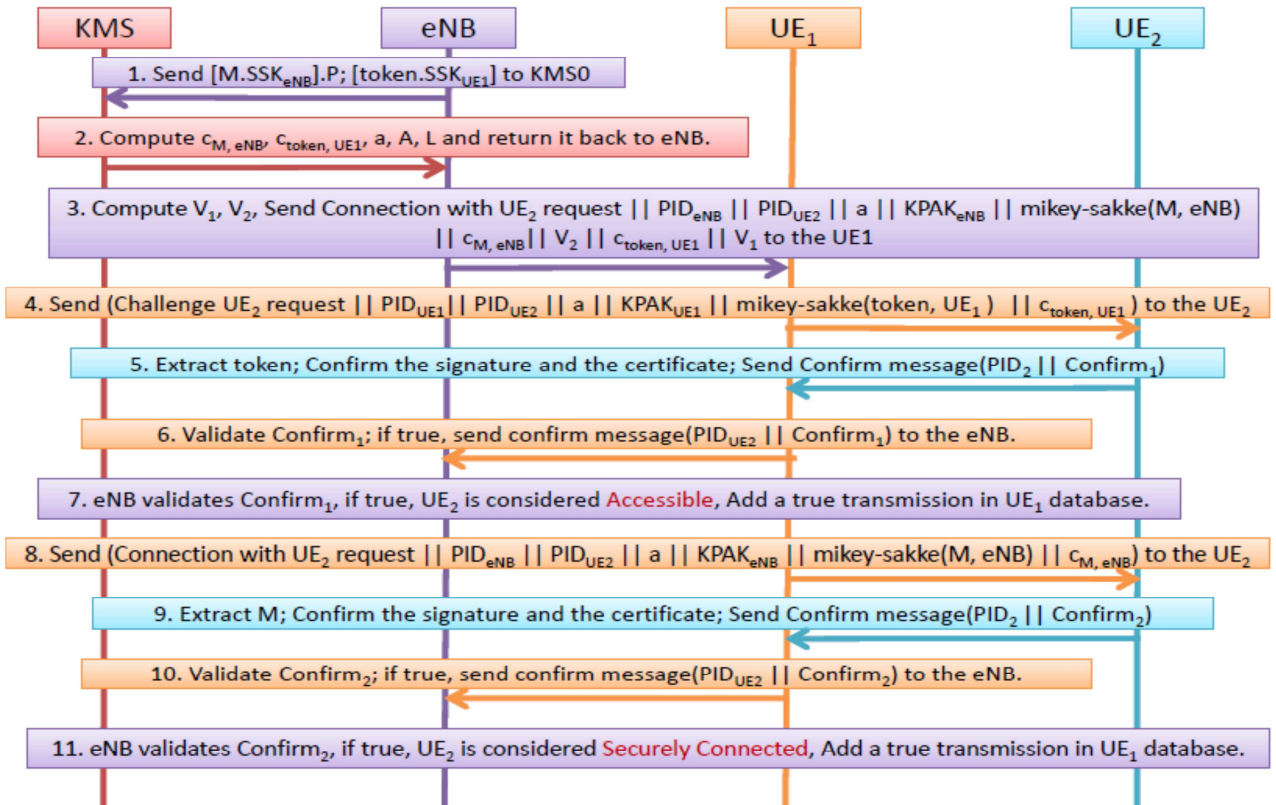 KMS eNB UE₁ UE₂
1. Send [M.SSKₑNB].P; [token.SSKUE1] to KMS0
2. Compute cM, eNB, ctoken, UE1, a, A, L and return it back to eNB.
3. Compute V₁, V₂, Send Connection with UE₂ request || PIDeNB || PIDUE2 || a || KPAKeNB || mikey-sakke(M, eNB)
|| cM, eNB|| V₂ || ctoken, UE1 || V₁ to the UE1
4. Send (Challenge UE₂ request || PIDUE1|| PIDUE2 || a || KPAKUE1 || mikey-sakke(token, UE₁ ) || ctoken, UE1 ) to the UE₂
5. Extract token; Confirm the signature and the certificate; Send Confirm message(PID₂ || Confirm₁)
6. Validate Confirm₁; if true, send confirm message(PIDUE2 || Confirm₁) to the eNB.
7. eNB validates Confirm₁, if true, UE₂ is considered Accessible, Add a true transmission in UE₁ database.
8. Send (Connection with UE₂ request || PIDeNB || PIDUE2 || a || KPAKeNB || mikey-sakke(M, eNB) || cM, eNB) to the UE₂
9. Extract M; Confirm the signature and the certificate; Send Confirm message(PID₂ || Confirm₂)
10. Validate Confirm₂; if true, send confirm message(PIDUE2 || Confirm₂) to the eNB.
11. eNB validates Confirm₂, if true, UE₂ is considered Securely Connected, Add a true transmission in UE₁ database.